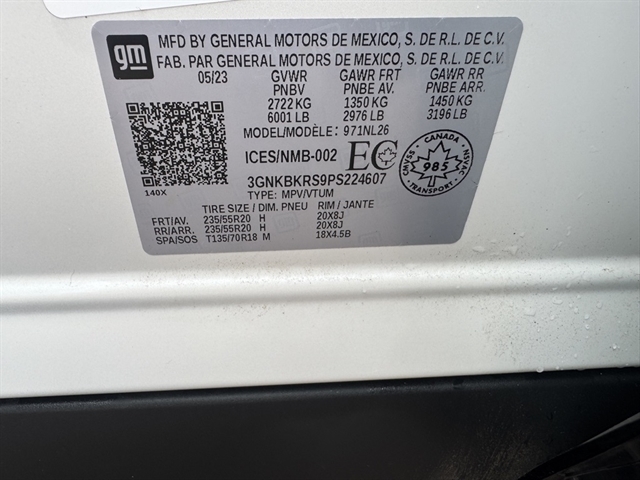 gm
MFD BY GENERAL MOTORS DE MEXICO, S. DE R.L. DE C.V.
FAB. PAR GENERAL MOTORS DE MEXICO, S. DE R.L. DE C.V.
05/23 GVWR GAWR FRT GAWR RR
PNBV PNBE AV. PNBE ARR.
2722 KG 1350 KG 1450 KG
6001 LB 2976 LB 3196 LB
MODEL/MODÈLE: 971NL26
ICES/NMB-002 EC
CANADA
985
CMVSS NSVAC
TRANSPORT
140X
3GNKBKRS9PS224607
TYPE: MPV/VTUM
TIRE SIZE / DIM. PNEU RIM / JANTE
FRT/AV. 235/55R20 H 20X8J
RR/ARR. 235/55R20 H 20X8J
SPA/SOS T135/70R18 M 18X4.5B